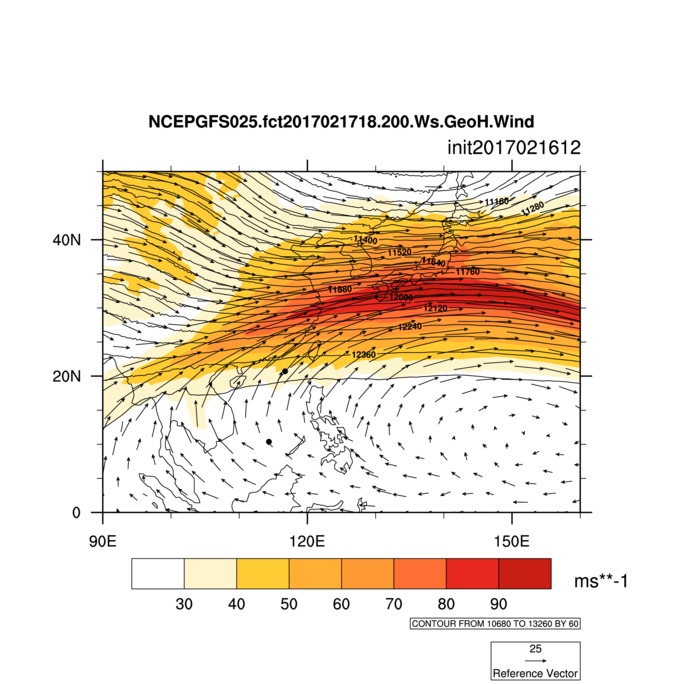 NCEPGFS025.fct2017021718.200.Ws.GeoH.Wind
init2017021612
11160
11280
40N
11400
11520
11640
11760
11880
12000
12120
12240
12360
20N
0
90E 120E 150E
ms**-1
30 40 50 60 70 80 90
CONTOUR FROM 10680 TO 13260 BY 60
25
Reference Vector